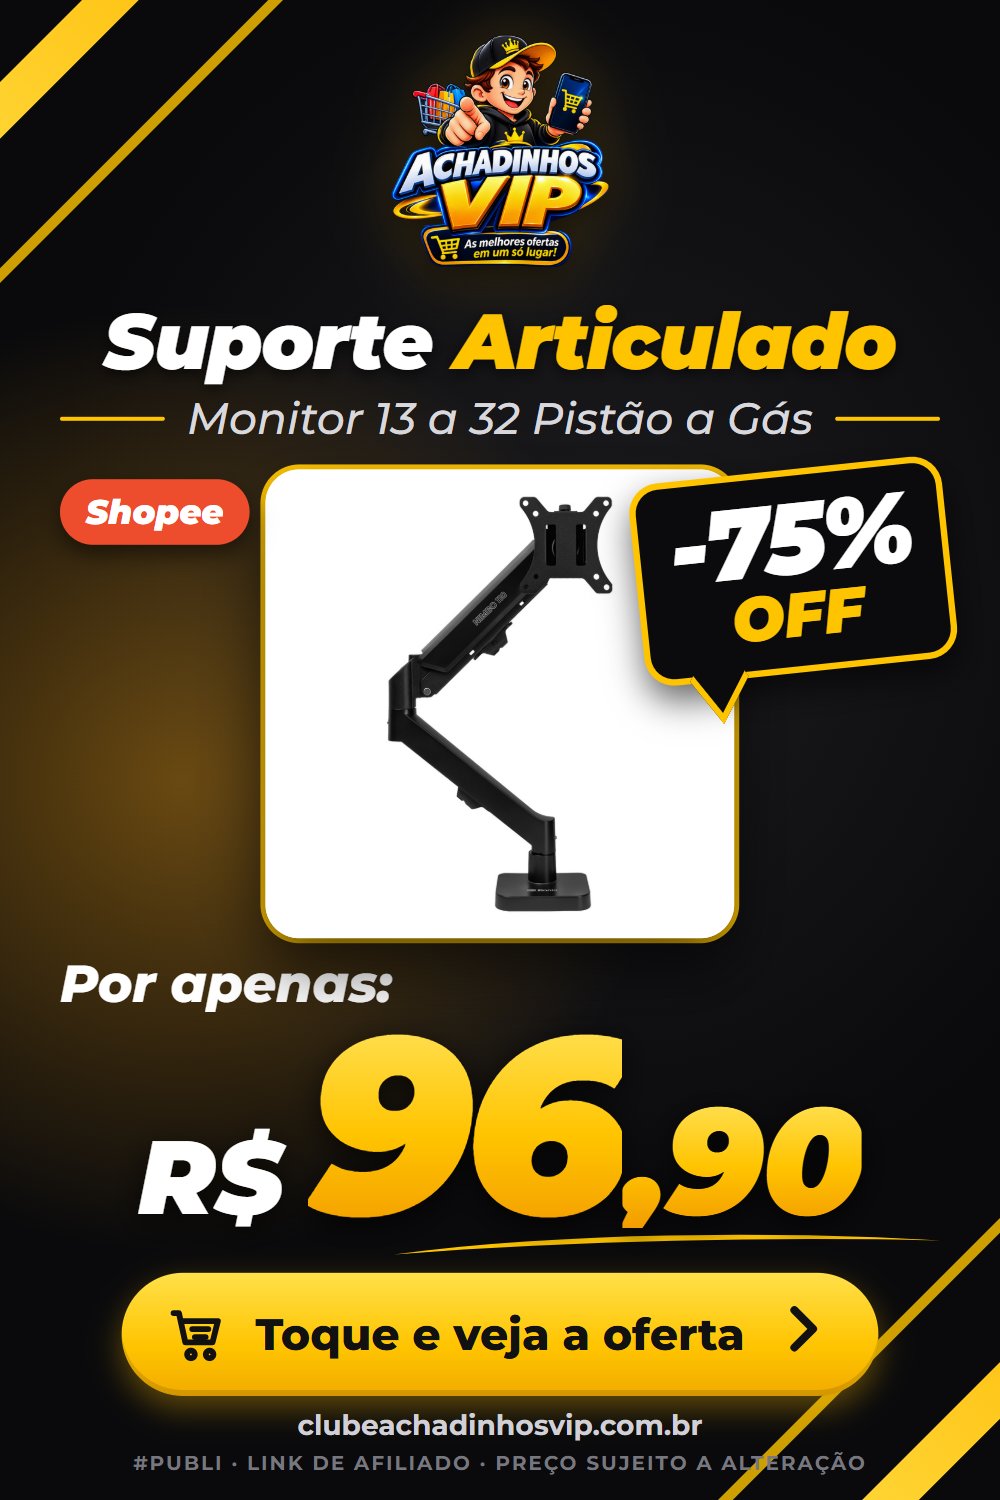 ACHADINHOS
VIP
As melhores ofertas
em um só lugar!
Suporte Articulado
Monitor 13 a 32 Pistão a Gás
Shopee
-75%
OFF
Por apenas:
R$ 96,90
Toque e veja a oferta
clubeachadinhosvip.com.br
#PUBLI · LINK DE AFILIADO · PREÇO SUJEITO A ALTERAÇÃO